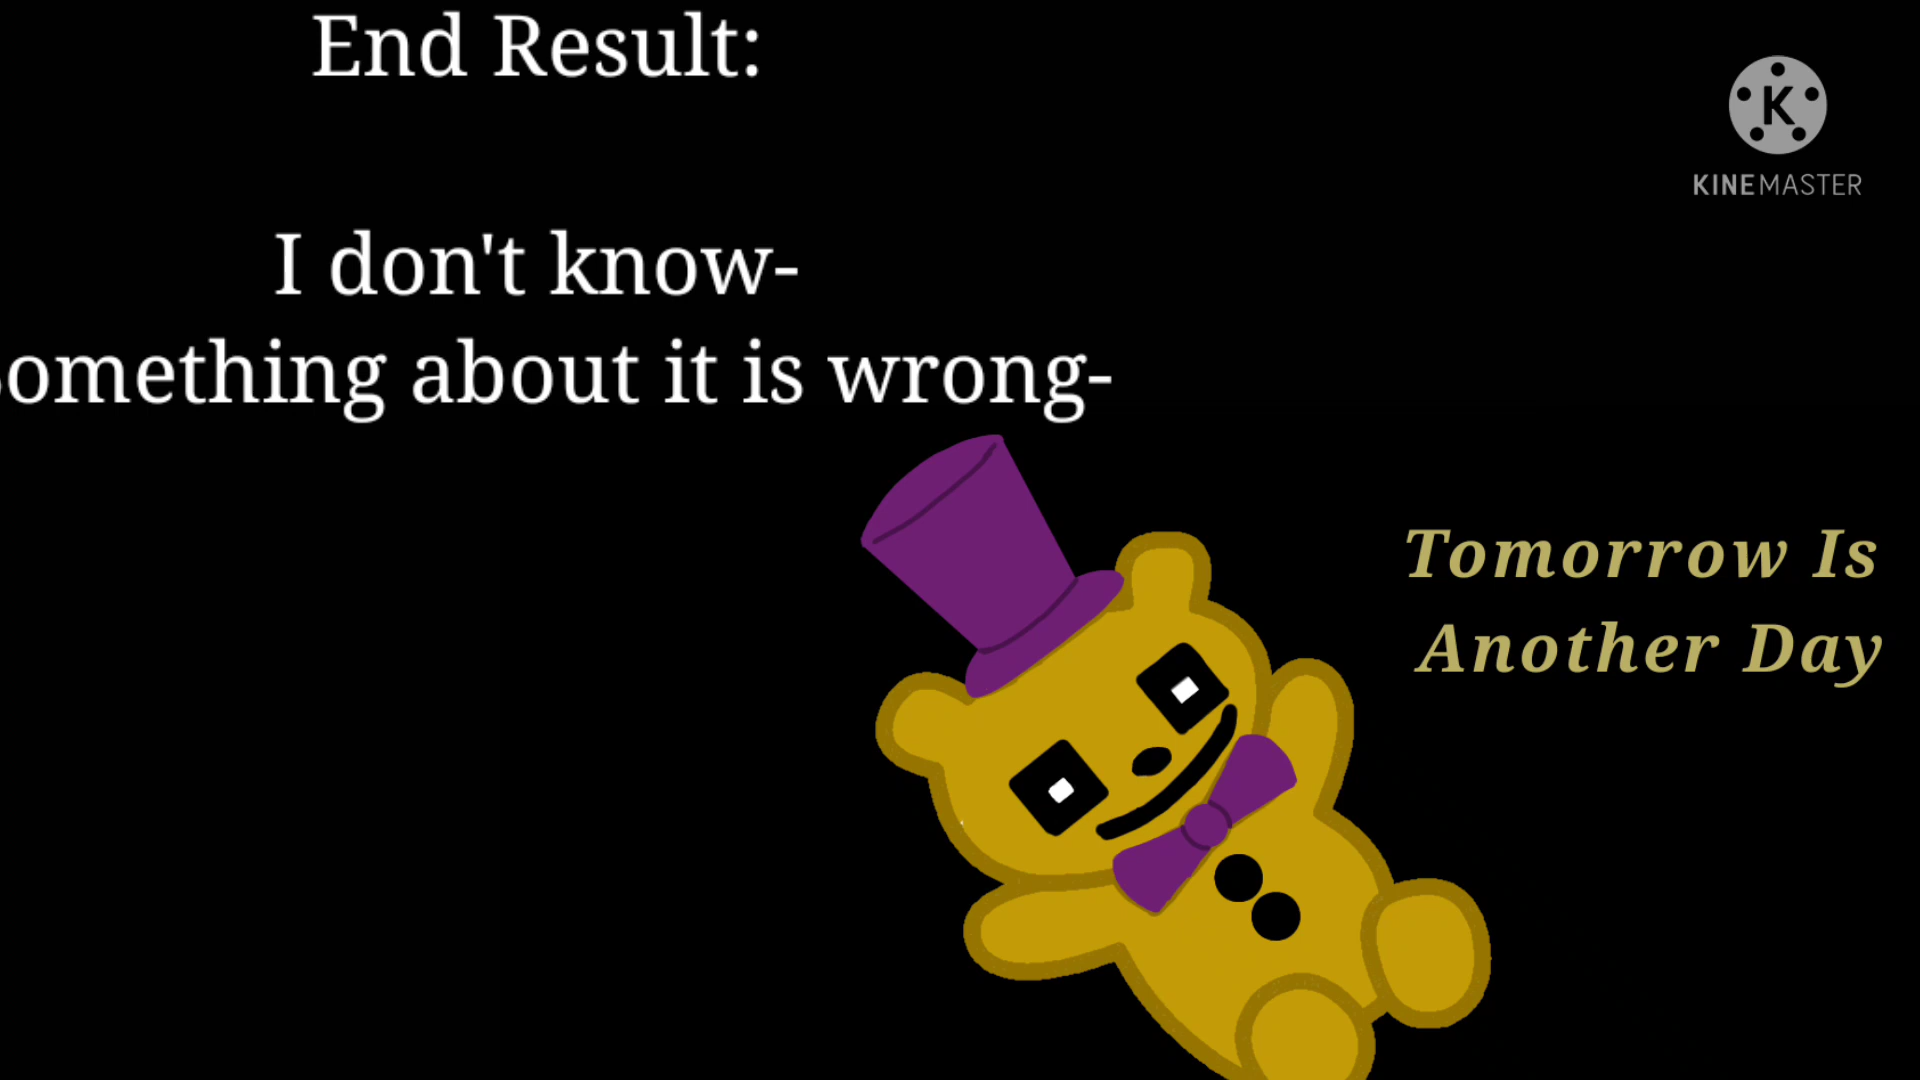 End Result:
I don't know-
omething about it is wrong-
K
KINEMASTER
Tomorrow Is
Another Day